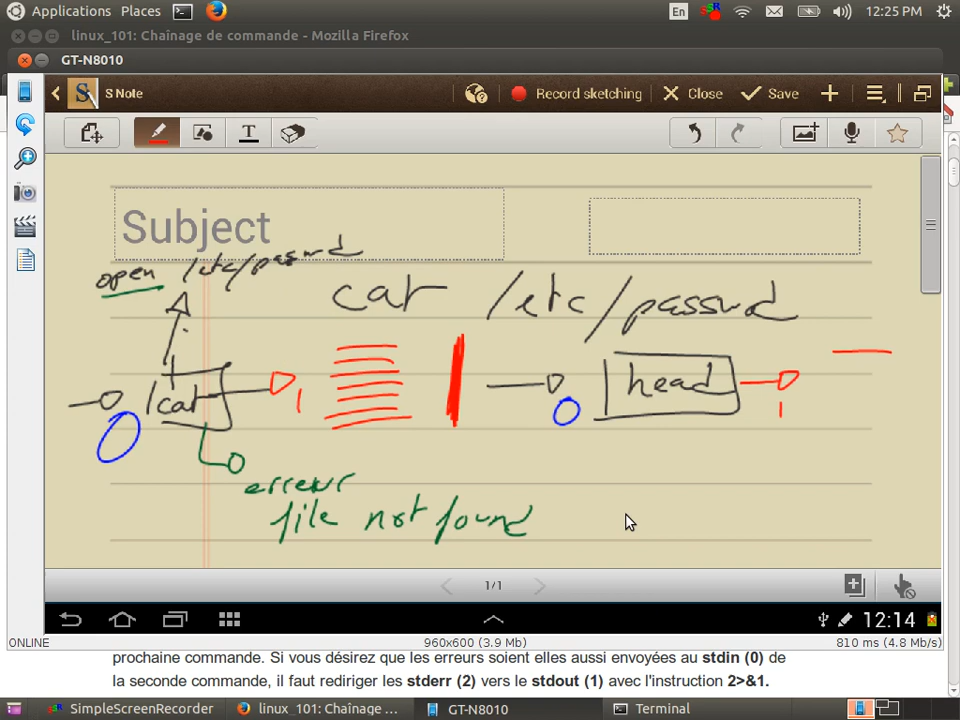 Applications Places En 12:25 PM
linux_101: Chaînage de commande - Mozilla Firefox
GT-N8010
S Note Record sketching Close Save
T
Subject
open /etc/passwd
cat /etc/passwd
cat 1 head
0 0 1
erreur
file not found
1/1
12:14
ONLINE 960x600 (3.9 Mb) 810 ms (4.8 Mb/s)
prochaine commande. Si vous désirez que les erreurs soient elles aussi envoyées au stdin (0) de
la seconde commande, il faut rediriger les stderr (2) vers le stdout (1) avec l'instruction 2>&1.
SimpleScreenRecorder linux_101: Chaînage ... GT-N8010 Terminal